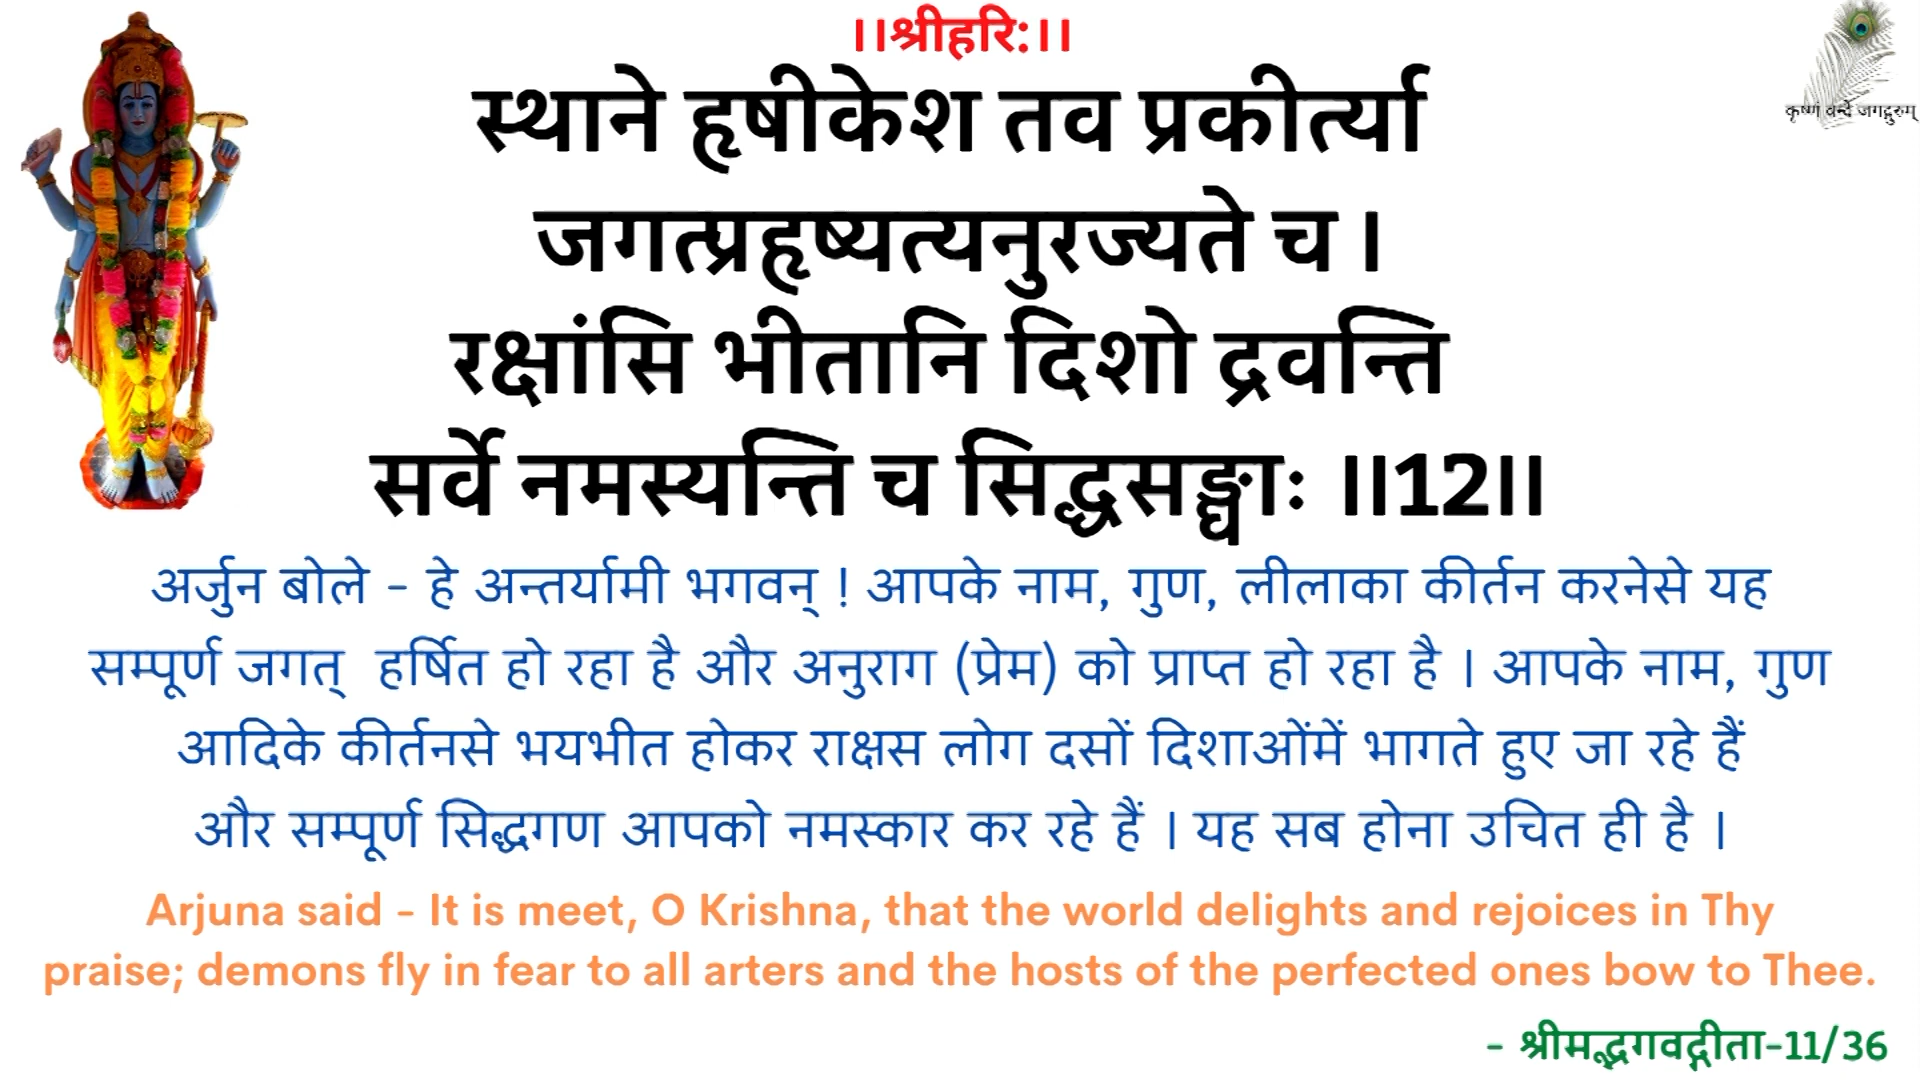 ।।श्रीहरि:।।
कृष्णं वन्दे जगद्गुरुम्
स्थाने हृषीकेश तव प्रकीर्त्या
जगत्प्रहृष्यत्यनुरज्यते च ।
रक्षांसि भीतानि दिशो द्रवन्ति
सर्वे नमस्यन्ति च सिद्धसङ्घाः ॥12॥
अर्जुन बोले - हे अन्तर्यामी भगवन् ! आपके नाम, गुण, लीलाका कीर्तन करनेसे यह
सम्पूर्ण जगत् हर्षित हो रहा है और अनुराग (प्रेम) को प्राप्त हो रहा है । आपके नाम, गुण
आदिके कीर्तनसे भयभीत होकर राक्षस लोग दसों दिशाओंमें भागते हुए जा रहे हैं
और सम्पूर्ण सिद्धगण आपको नमस्कार कर रहे हैं । यह सब होना उचित ही है ।
Arjuna said - It is meet, O Krishna, that the world delights and rejoices in Thy
praise; demons fly in fear to all arters and the hosts of the perfected ones bow to Thee.
- श्रीमद्भगवद्गीता-11/36